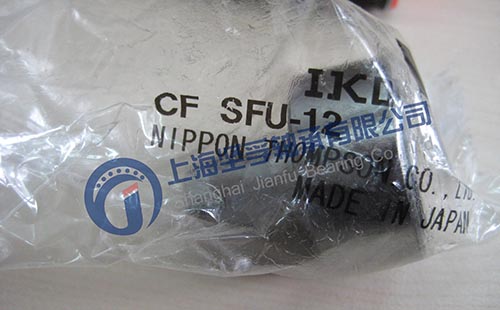 IKO
CF SFU-12
NIPPON THOMPSON CO., LTD.
MADE IN JAPAN
上海坚孚轴承有限公司
Shanghai Jianfu Bearing Co